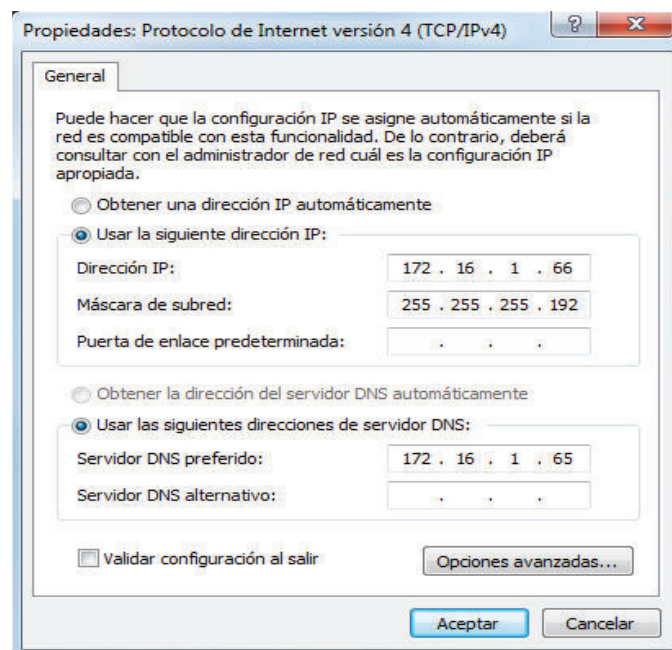 Propiedades: Protocolo de Internet versión 4 (TCP/IPv4)
General
Puede hacer que la configuración IP se asigne automáticamente si la
red es compatible con esta funcionalidad. De lo contrario, deberá
consultar con el administrador de red cuál es la configuración IP
apropiada.
Obtener una dirección IP automáticamente
Usar la siguiente dirección IP:
Dirección IP: 172 . 16 . 1 . 66
Máscara de subred: 255 . 255 . 255 . 192
Puerta de enlace predeterminada: . . .
Obtener la dirección del servidor DNS automáticamente
Usar las siguientes direcciones de servidor DNS:
Servidor DNS preferido: 172 . 16 . 1 . 65
Servidor DNS alternativo: . . .
Validar configuración al salir Opciones avanzadas...
Aceptar Cancelar